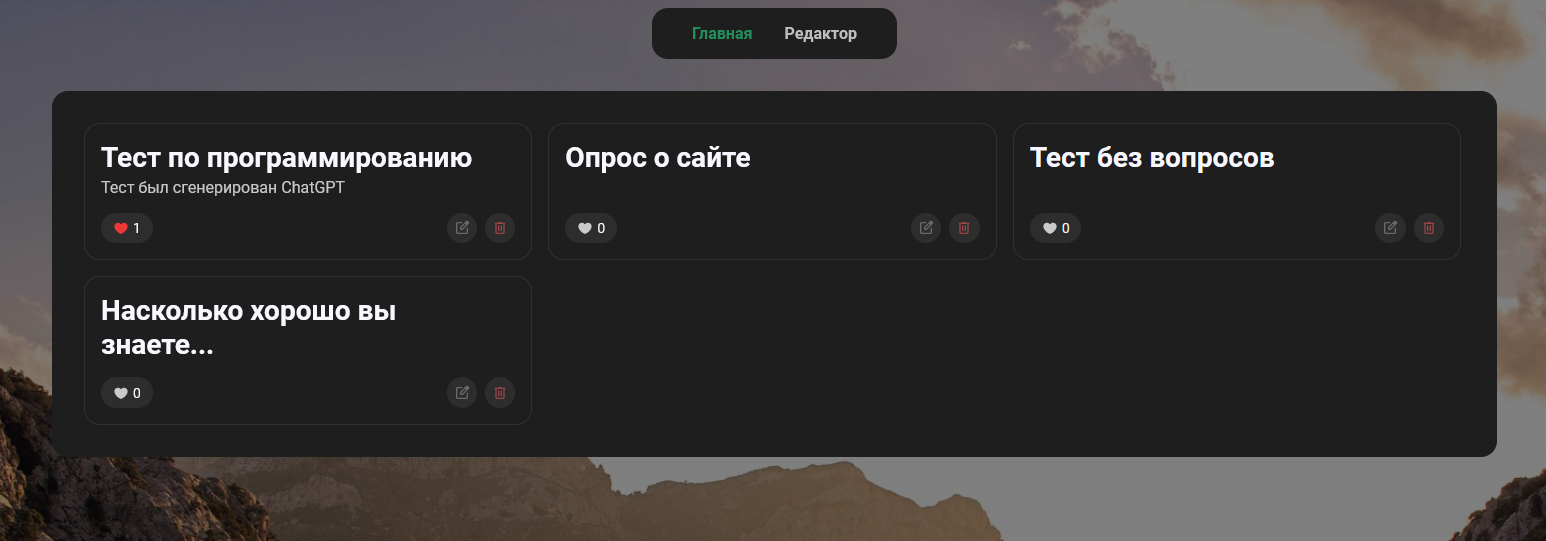 Главная Редактор
Тест по программированию
Тест был сгенерирован ChatGPT
1
Опрос о сайте
0
Тест без вопросов
0
Насколько хорошо вы
знаете...
0